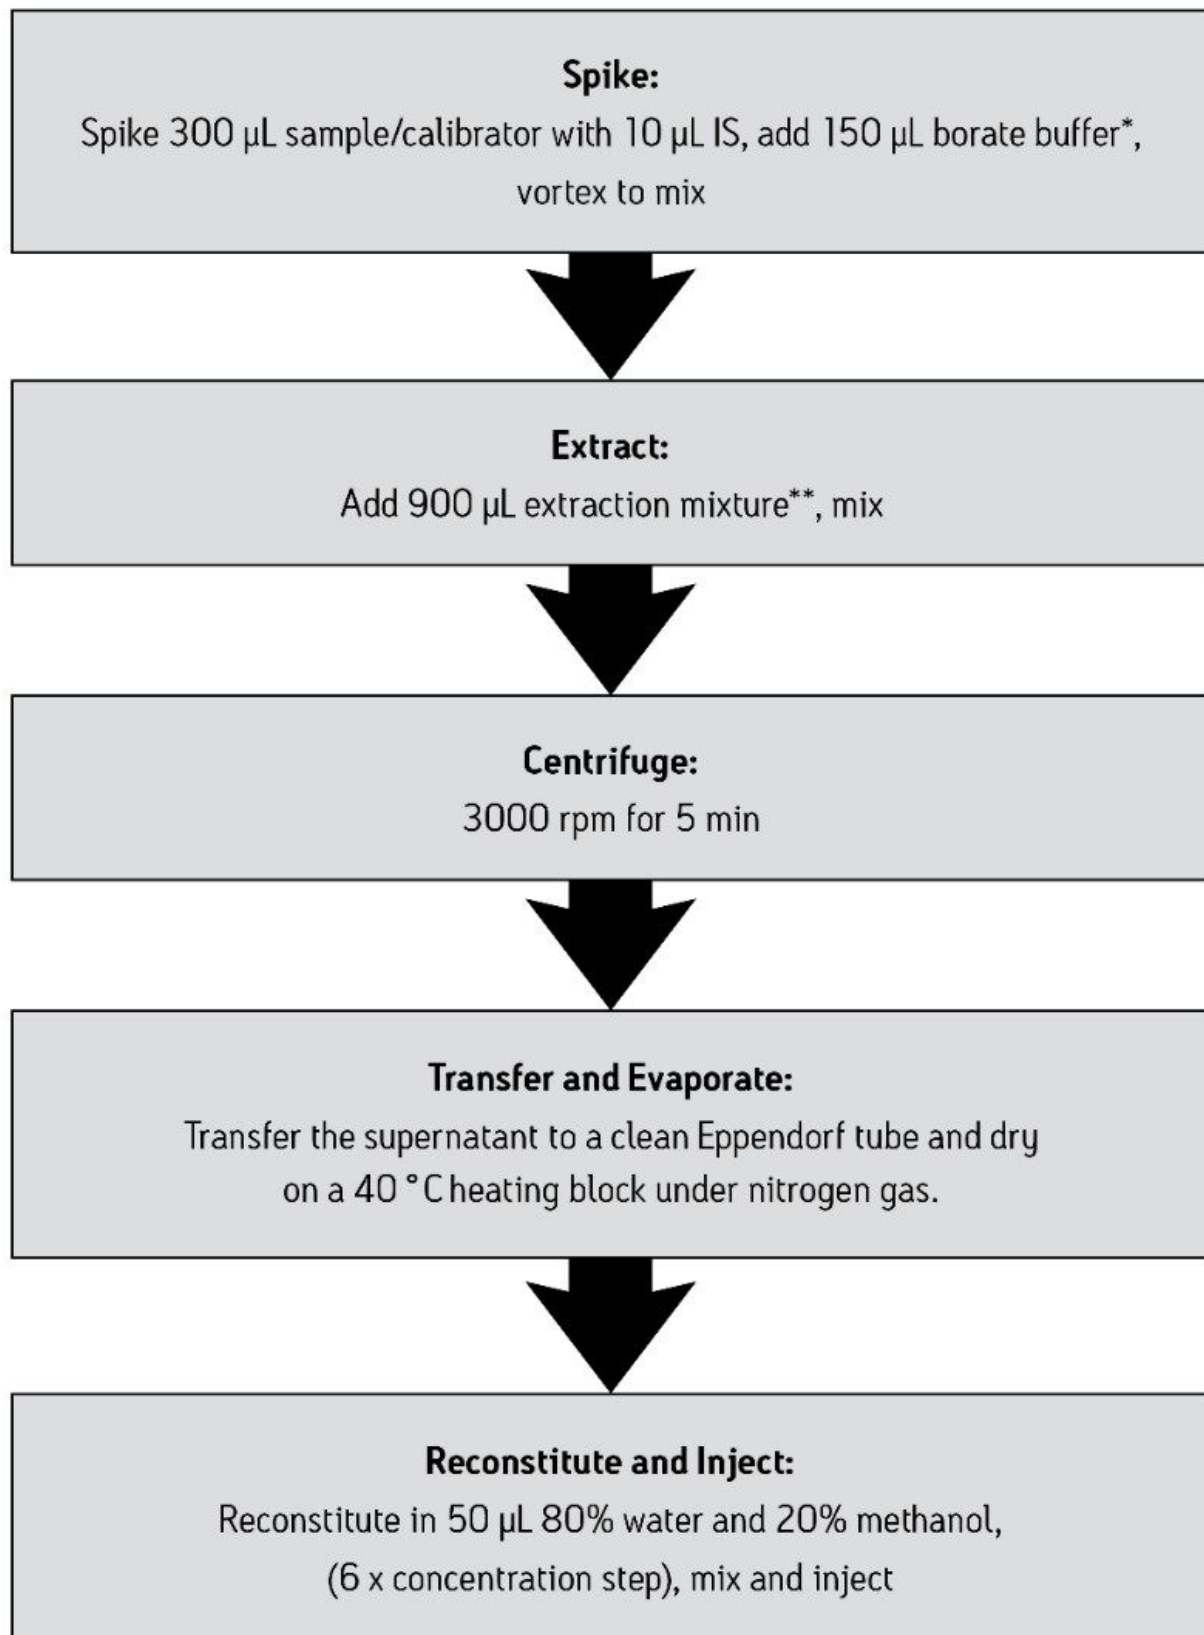 Spike:
Spike 300 µL sample/calibrator with 10 µL IS, add 150 µL borate buffer*,
vortex to mix
Extract:
Add 900 µL extraction mixture**, mix
Centrifuge:
3000 rpm for 5 min
Transfer and Evaporate:
Transfer the supernatant to a clean Eppendorf tube and dry
on a 40 °C heating block under nitrogen gas.
Reconstitute and Inject:
Reconstitute in 50 µL 80% water and 20% methanol,
(6 x concentration step), mix and inject